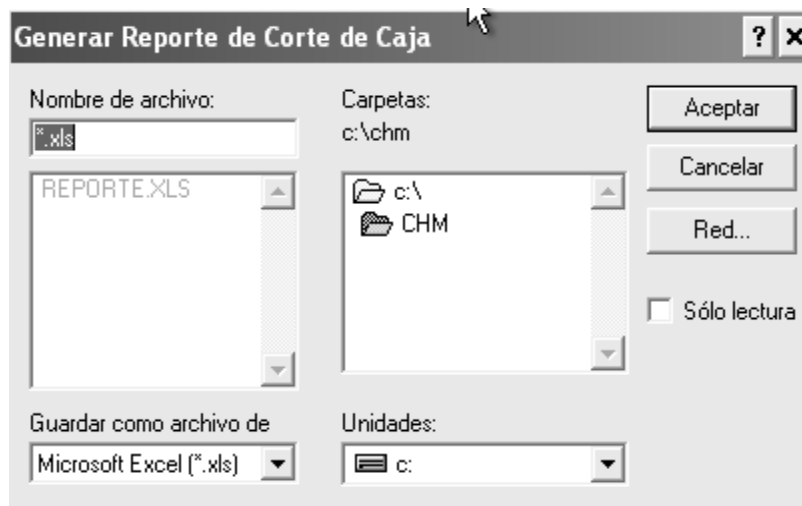 Generar Reporte de Corte de Caja
Nombre de archivo:
*.xls
REPORTE.XLS
Guardar como archivo de
Microsoft Excel (*.xls)
Carpetas:
c:\chm
c:\
CHM
Unidades:
c:
Aceptar
Cancelar
Red...
Sólo lectura